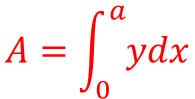 A = ∫₀ᵃ ydx